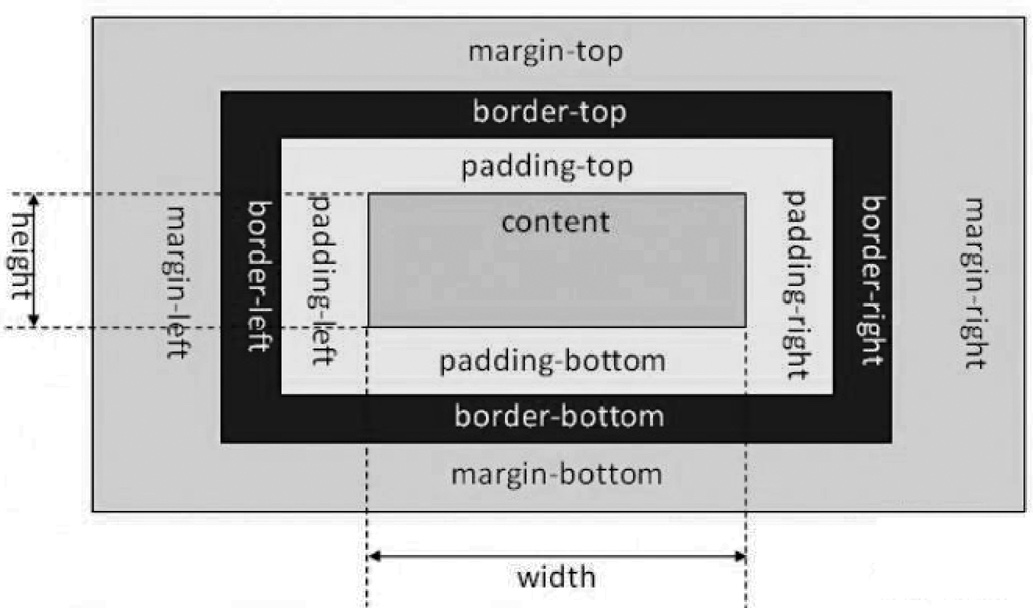 margin-top
border-top
padding-top
content
height
margin-left
border-left
padding-left
padding-right
border-right
margin-right
padding-bottom
border-bottom
margin-bottom
width